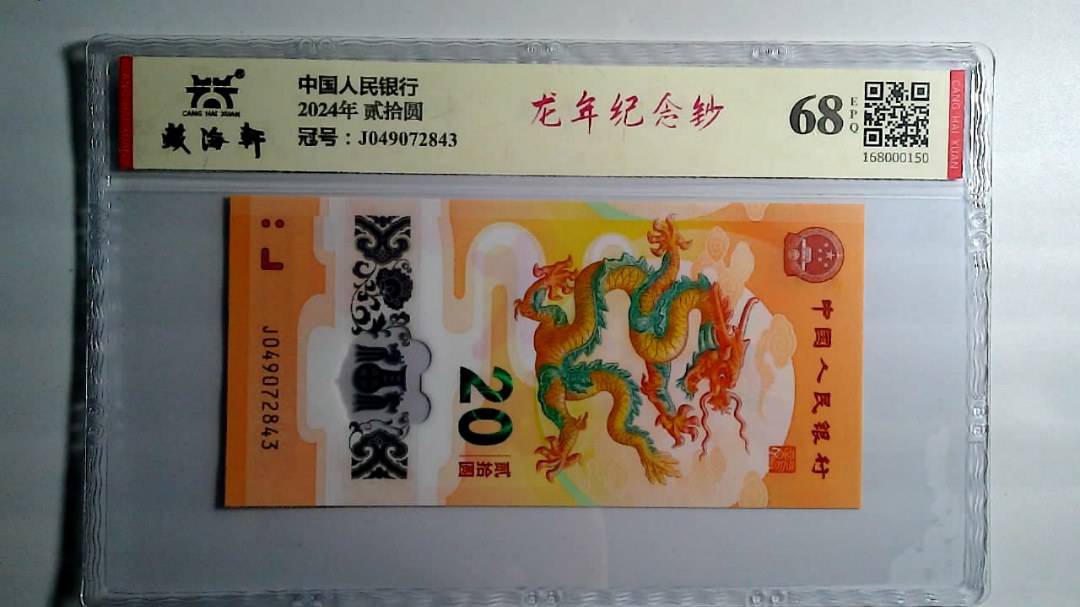 CANG HAI XUAN
藏海轩
中国人民银行
2024年 贰拾圆
冠号：J049072843
龙年纪念钞
68
EPQ
168000150
CANG HAI XUAN
中国人民银行
20
贰拾圆
J049072843